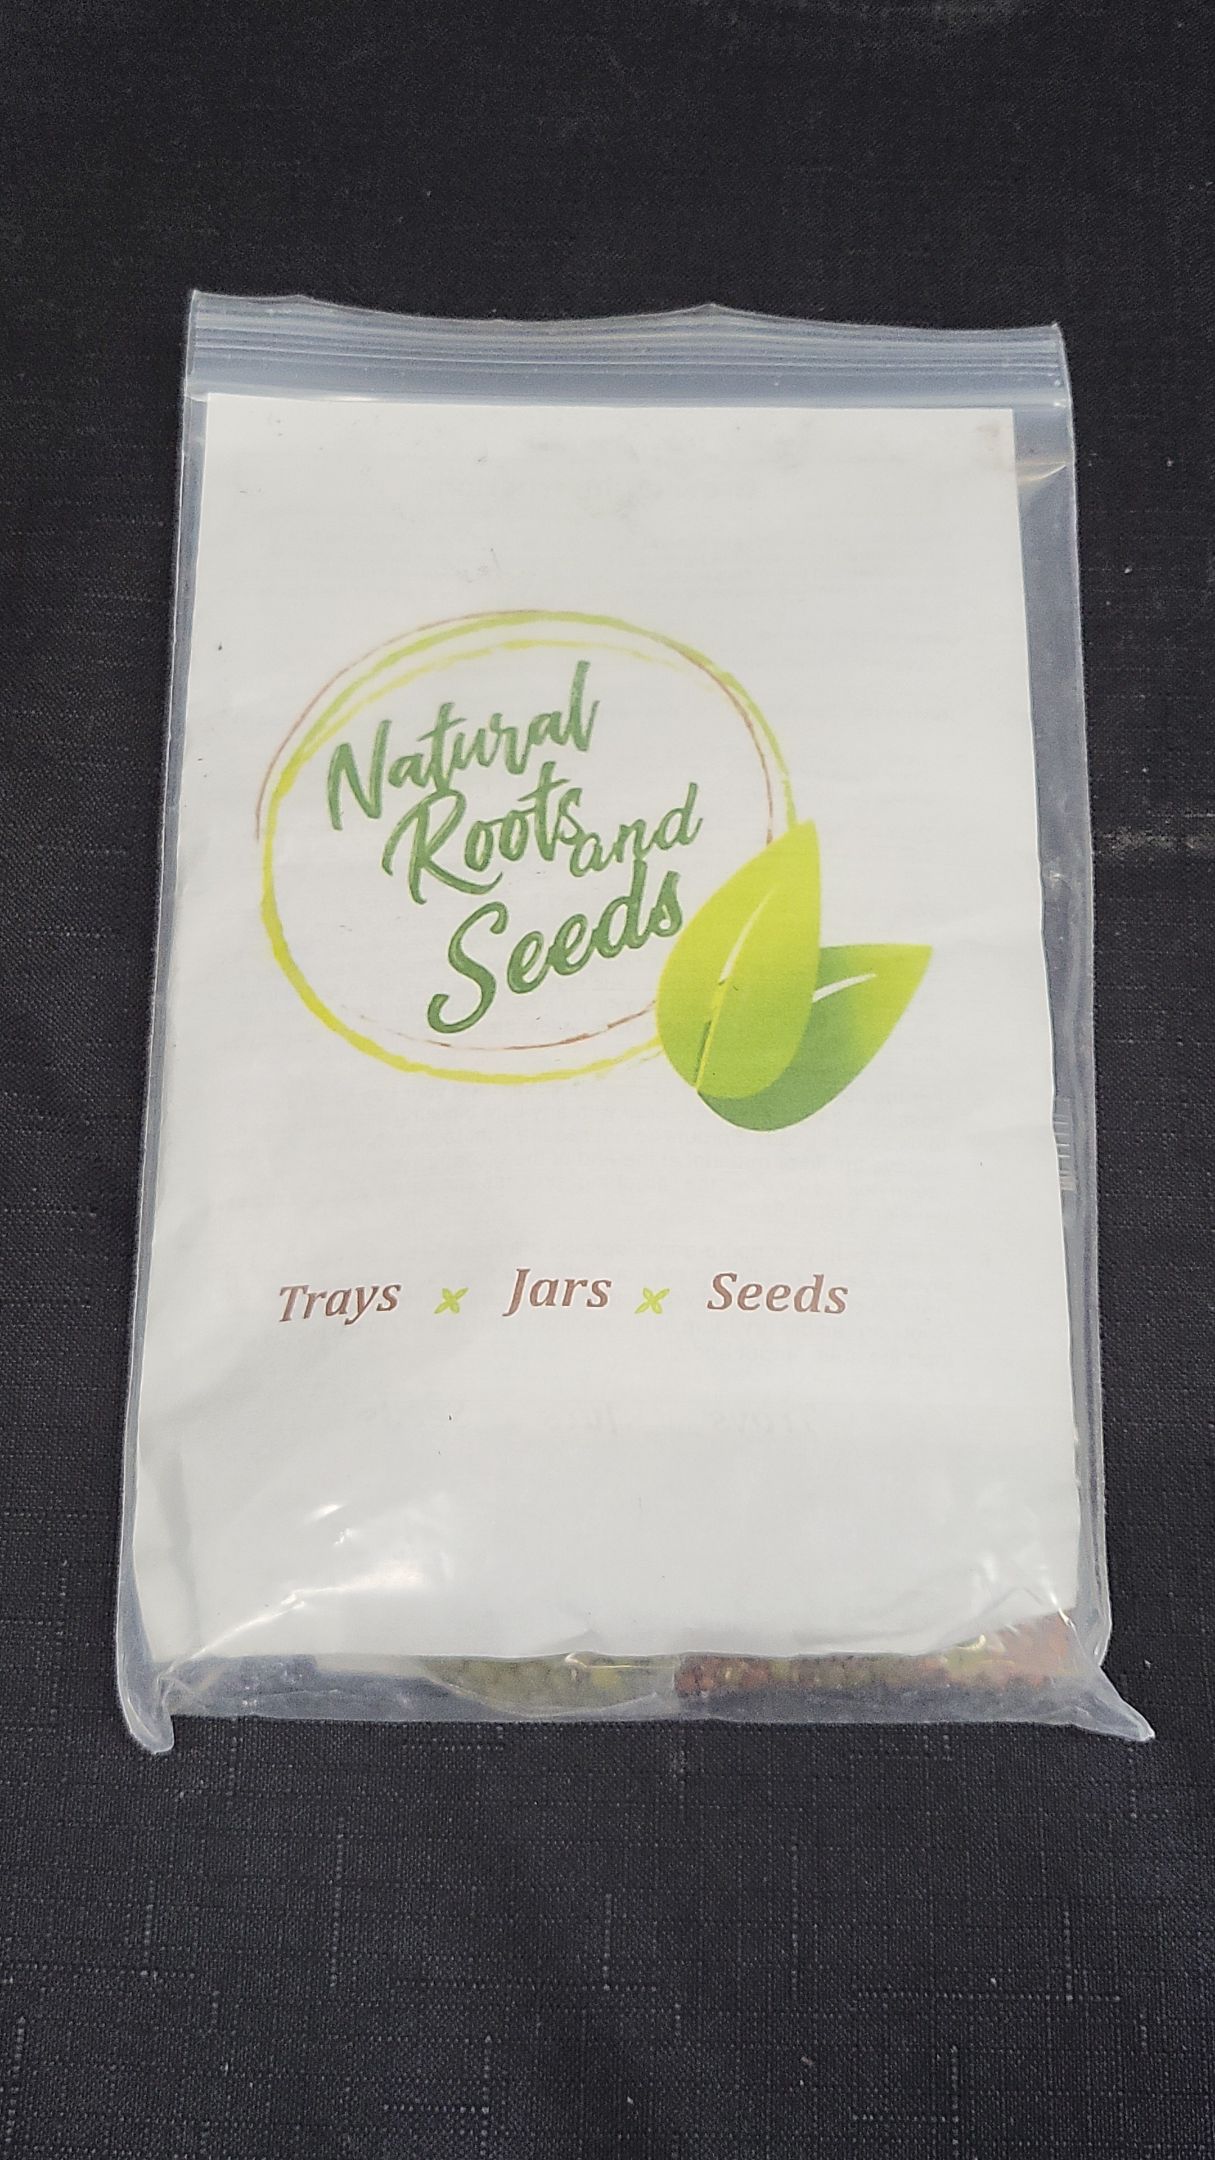 Natural
Roots and
Seeds
Trays Jars Seeds